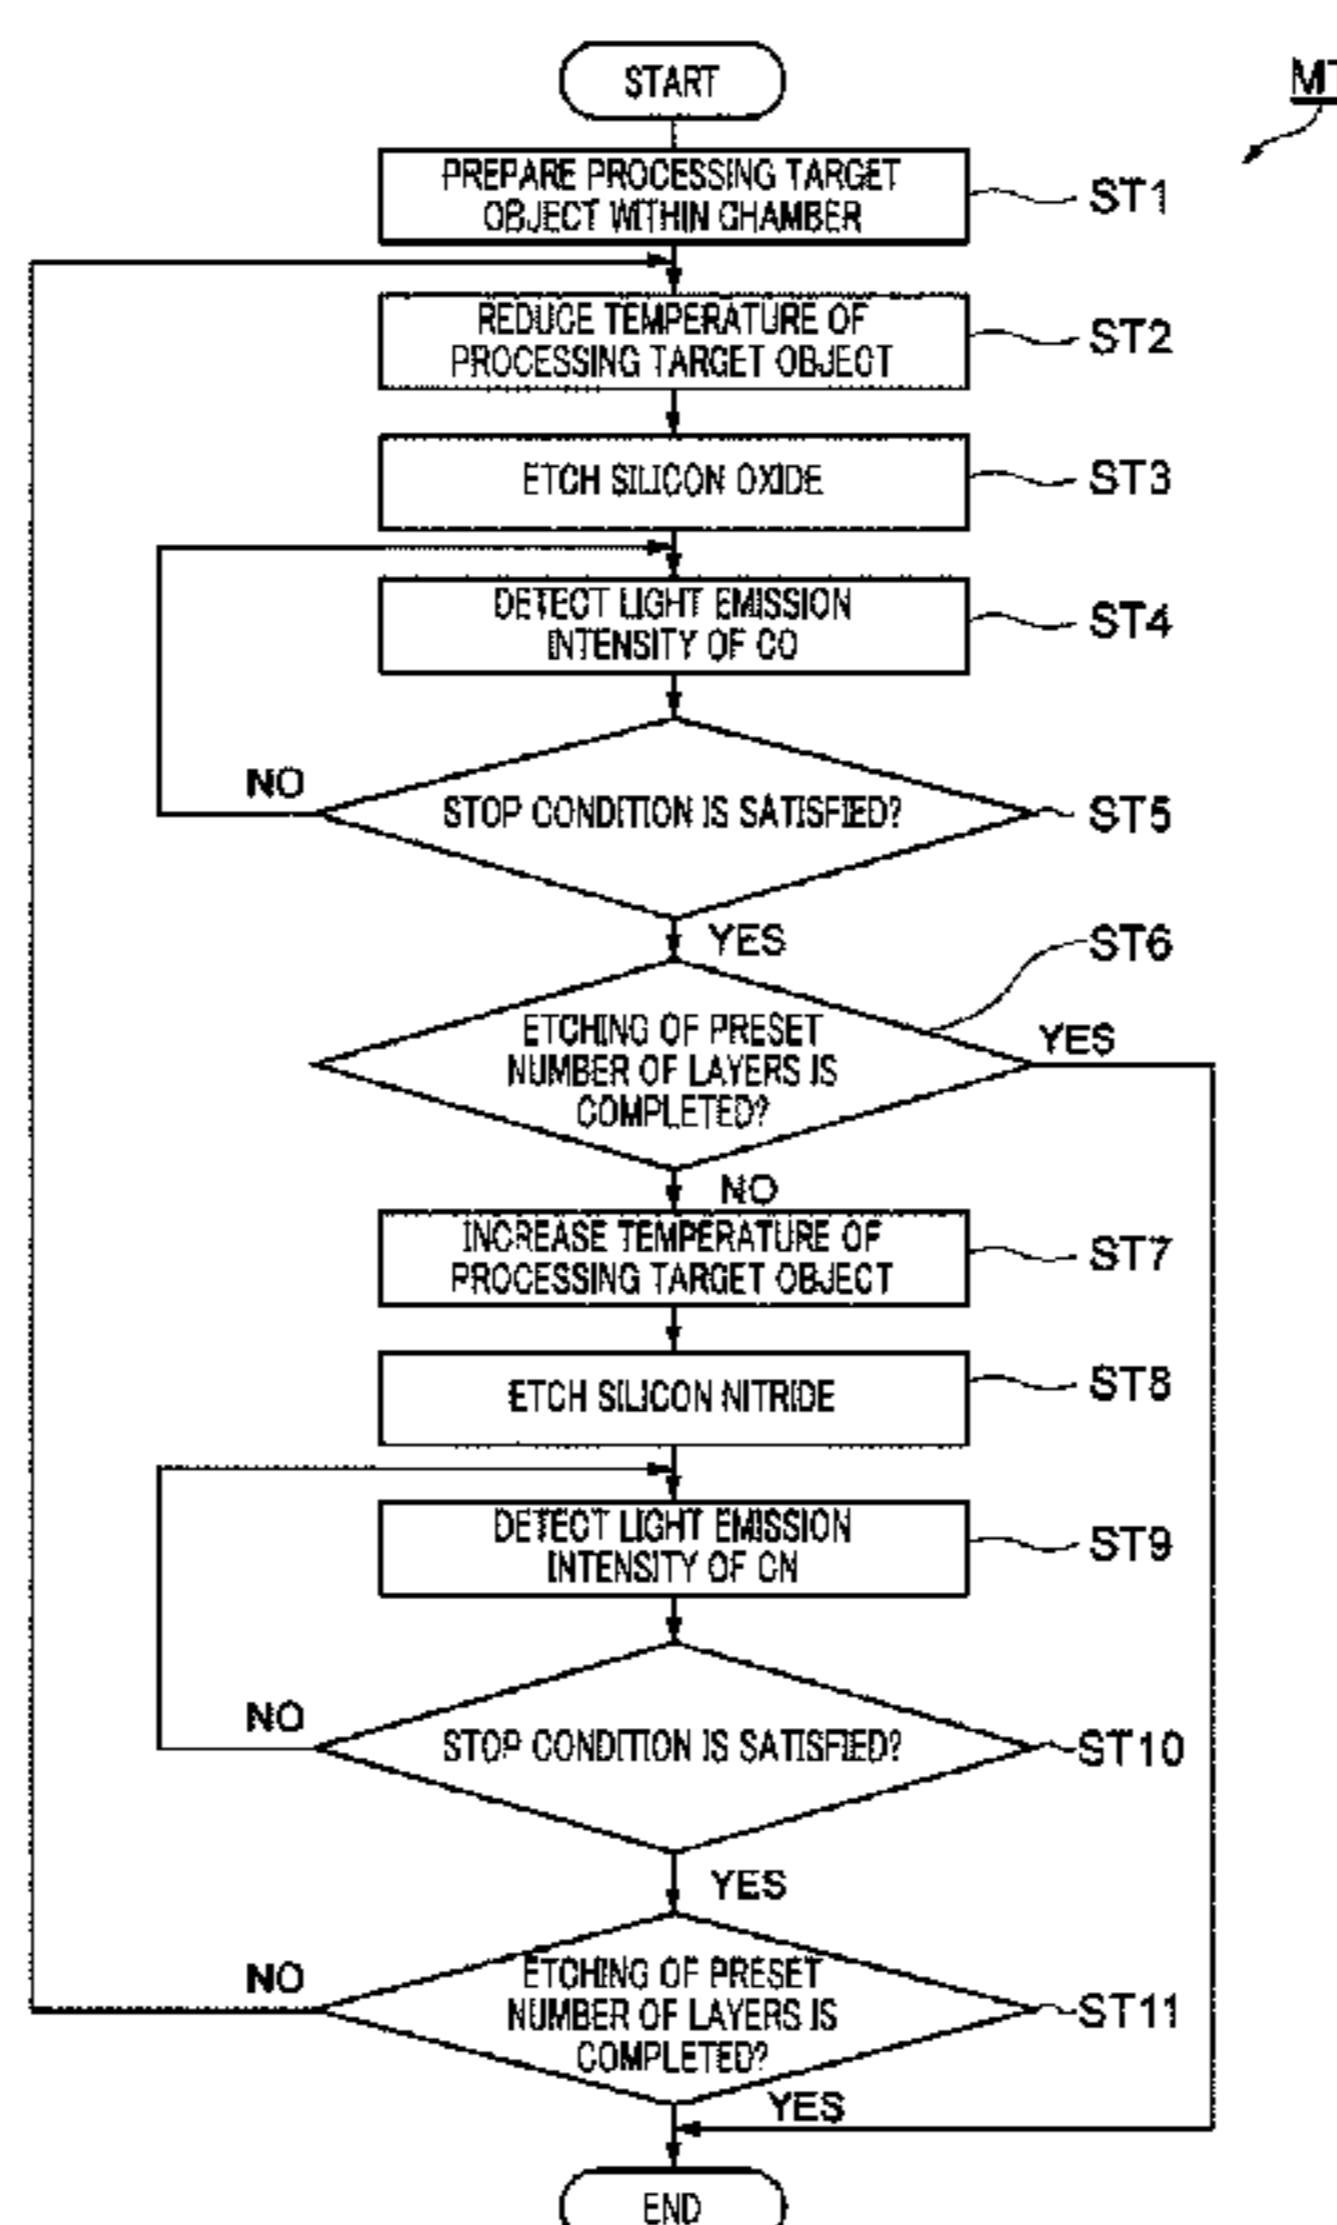 START
MT
PREPARE PROCESSING TARGET
OBJECT WITHIN CHAMBER
ST1
REDUCE TEMPERATURE OF
PROCESSING TARGET OBJECT
ST2
ETCH SILICON OXIDE
ST3
DETECT LIGHT EMISSION
INTENSITY OF CO
ST4
NO
STOP CONDITION IS SATISFIED?
ST5
YES
ST6
ETCHING OF PRESET
NUMBER OF LAYERS IS
COMPLETED?
YES
NO
INCREASE TEMPERATURE OF
PROCESSING TARGET OBJECT
ST7
ETCH SILICON NITRIDE
ST8
DETECT LIGHT EMISSION
INTENSITY OF CN
ST9
NO
STOP CONDITION IS SATISFIED?
ST10
YES
NO
ETCHING OF PRESET
NUMBER OF LAYERS IS
COMPLETED?
ST11
YES
END